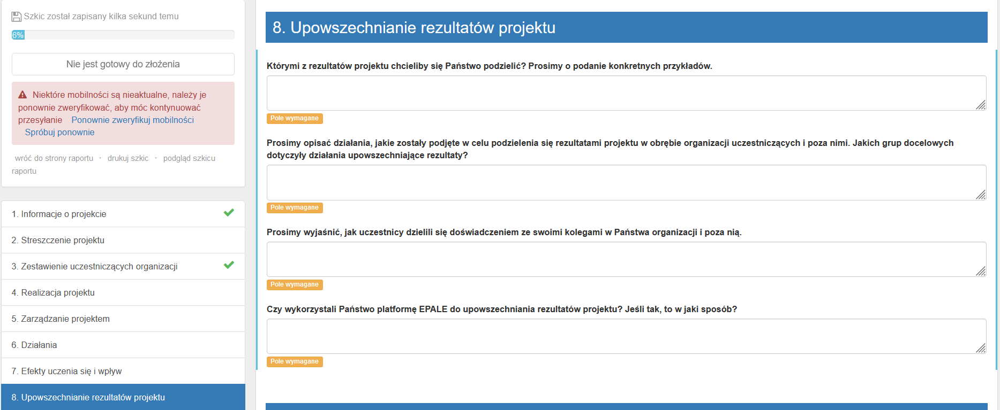 Szkic został zapisany kilka sekund temu
6%
Nie jest gotowy do złożenia
Niektóre mobilności są nieaktualne, należy je
ponownie zweryfikować, aby móc kontynuować
przesyłanie Ponownie zweryfikuj mobilności
Spróbuj ponownie
wróć do strony raportu · drukuj szkic · podgląd szkicu
raportu
1. Informacje o projekcie
2. Streszczenie projektu
3. Zestawienie uczestniczących organizacji
4. Realizacja projektu
5. Zarządzanie projektem
6. Działania
7. Efekty uczenia się i wpływ
8. Upowszechnianie rezultatów projektu
8. Upowszechnianie rezultatów projektu
Którymi z rezultatów projektu chcieliby się Państwo podzielić? Prosimy o podanie konkretnych przykładów.
Pole wymagane
Prosimy opisać działania, jakie zostały podjęte w celu podzielenia się rezultatami projektu w obrębie organizacji uczestniczących i poza nimi. Jakich grup docelowych
dotyczyły działania upowszechniające rezultaty?
Pole wymagane
Prosimy wyjaśnić, jak uczestnicy dzielili się doświadczeniem ze swoimi kolegami w Państwa organizacji i poza nią.
Pole wymagane
Czy wykorzystali Państwo platformę EPALE do upowszechniania rezultatów projektu? Jeśli tak, to w jaki sposób?
Pole wymagane